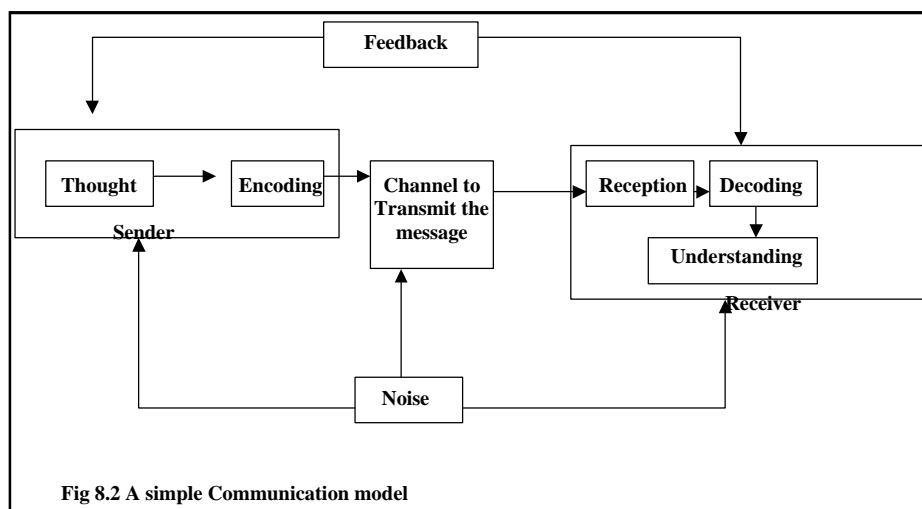 Feedback
Thought
Encoding
Sender
Channel to
Transmit the
message
Reception
Decoding
Understanding
Receiver
Noise
Fig 8.2 A simple Communication model